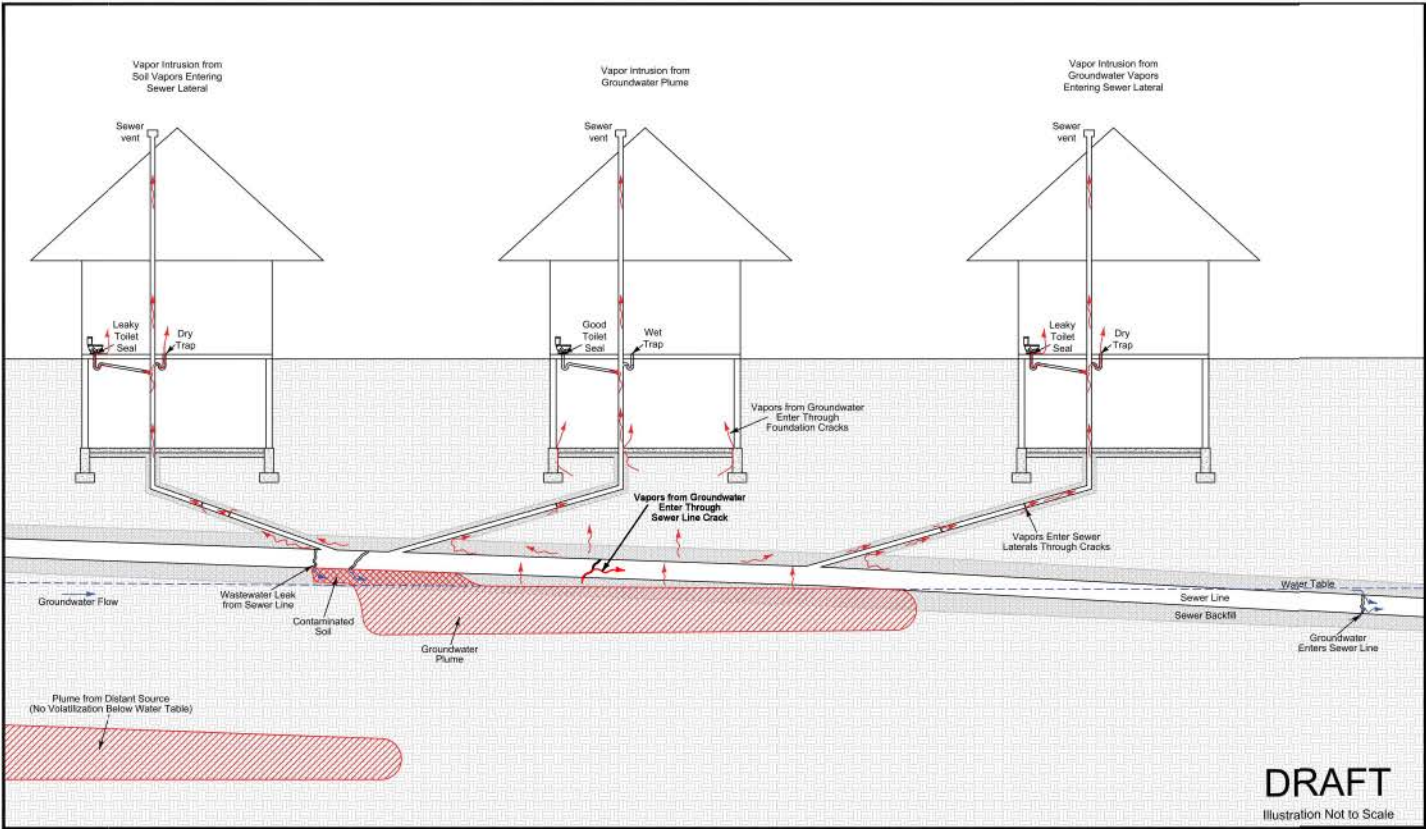 Vapor Intrusion from
Soil Vapors Entering
Sewer Lateral
Vapor Intrusion from
Groundwater Plume
Vapor Intrusion from
Groundwater Vapors
Entering Sewer Lateral
Sewer
vent
Sewer
vent
Sewer
vent
Leaky
Toilet
Seal
Dry
Trap
Good
Toilet
Seal
Wet
Trap
Leaky
Toilet
Seal
Dry
Trap
Vapors from Groundwater
Enter Through
Foundation Cracks
Vapors from Groundwater
Enter Through
Sewer Line Crack
Vapors Enter Sewer
Laterals Through Cracks
Water Table
Groundwater Flow
Wastewater Leak
from Sewer Line
Contaminated
Soil
Groundwater
Plume
Sewer Line
Sewer Backfill
Groundwater
Enters Sewer Line
Plume from Distant Source
(No Volatilization Below Water Table)
DRAFT
Illustration Not to Scale